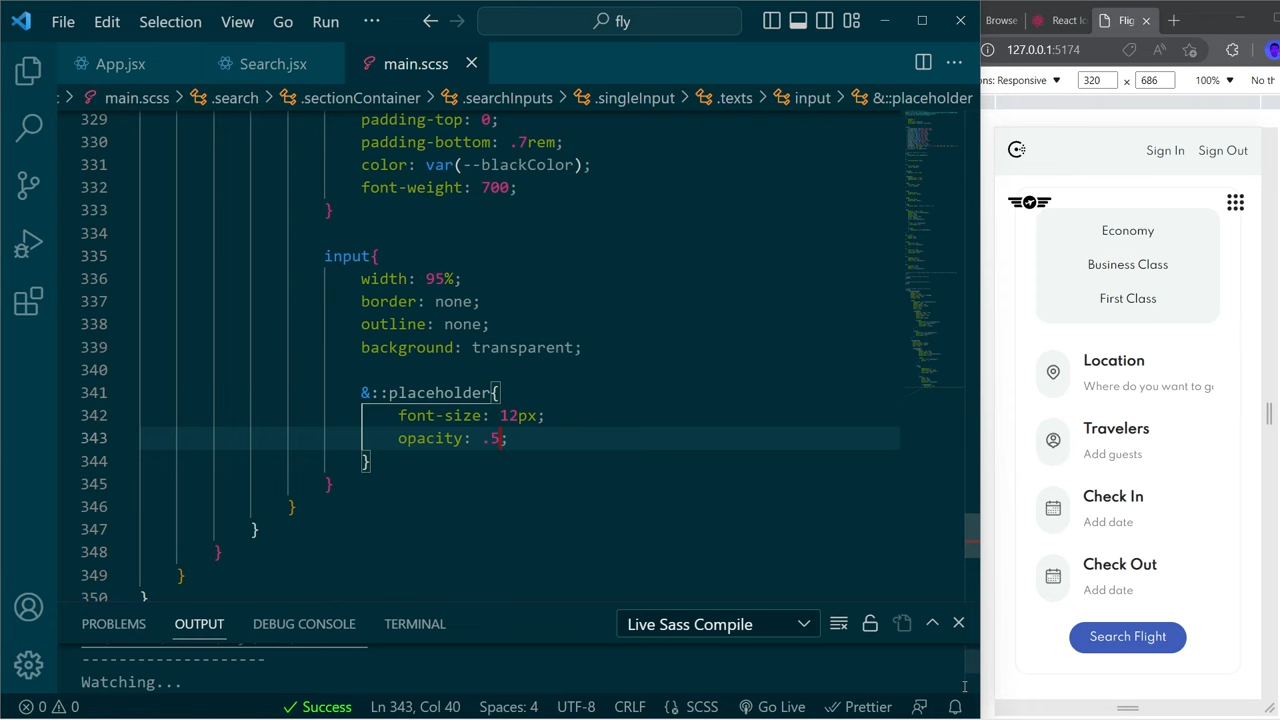 File Edit Selection View Go Run ··· fly
Browse React Ic Flig
127.0.0.1:5174
App.jsx Search.jsx main.scss
ons: Responsive 320 × 686 100% No th
main.scss > .search > .sectionContainer > .searchInputs > .singleInput > .texts > input > &::placeholder
329 padding-top: 0;
330 padding-bottom: .7rem;
331 color: var(--blackColor);
332 font-weight: 700;
333 }
334
335 input{
336 width: 95%;
337 border: none;
338 outline: none;
339 background: transparent;
340
341 &::placeholder{
342 font-size: 12px;
343 opacity: .5;
344 }
345 }
346 }
347 }
348 }
349 }
350 }
PROBLEMS OUTPUT DEBUG CONSOLE TERMINAL Live Sass Compile
--------------------
Watching...
0 0 Success Ln 343, Col 40 Spaces: 4 UTF-8 CRLF SCSS Go Live Prettier
Sign In Sign Out
Economy
Business Class
First Class
Location
Where do you want to go
Travelers
Add guests
Check In
Add date
Check Out
Add date
Search Flight